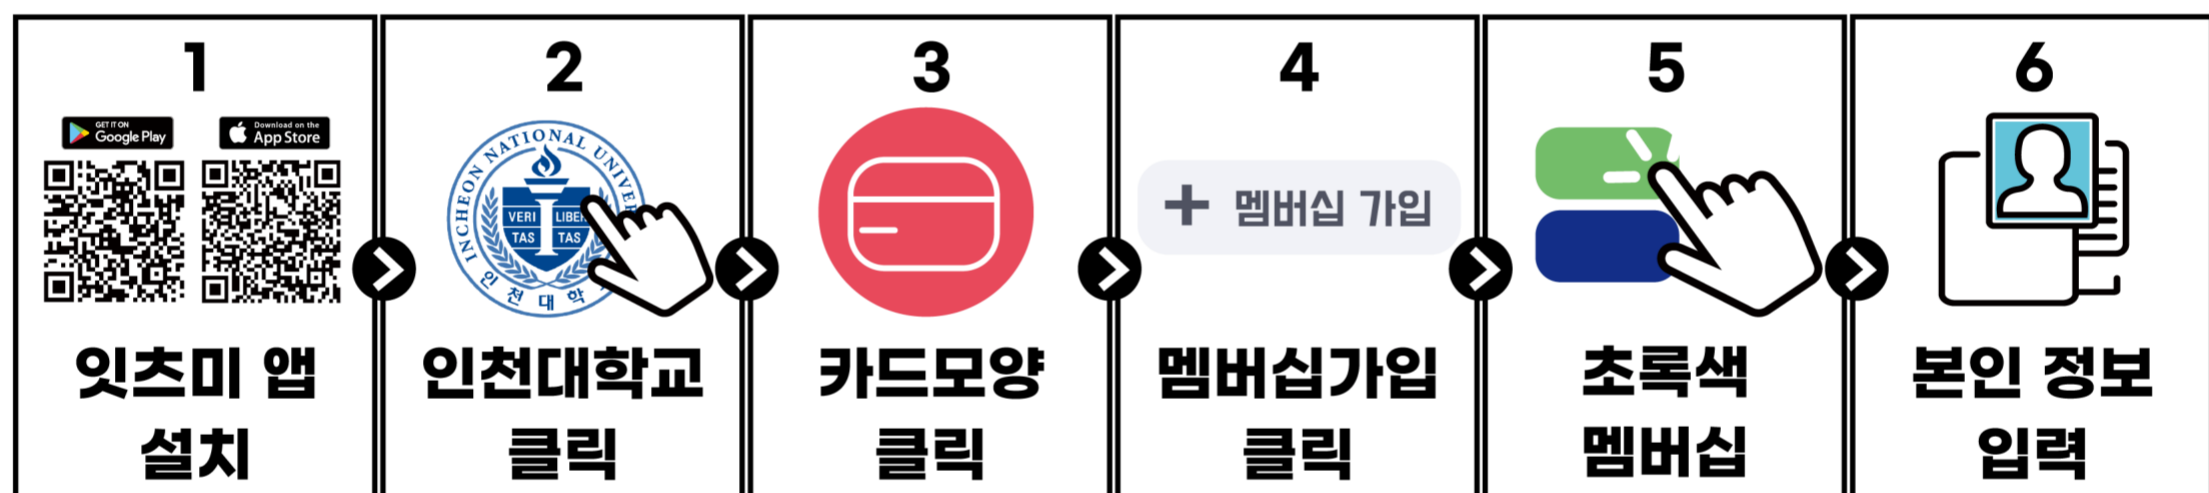 1
GET IT ON
Google Play
Download on the
App Store
잇츠미 앱
설치
2
INCHEON NATIONAL
VERI
TAS
TAS
인천대학
인천대학교
클릭
3
카드모양
클릭
4
+ 멤버십 가입
멤버십가입
클릭
5
초록색
멤버십
6
본인 정보
입력